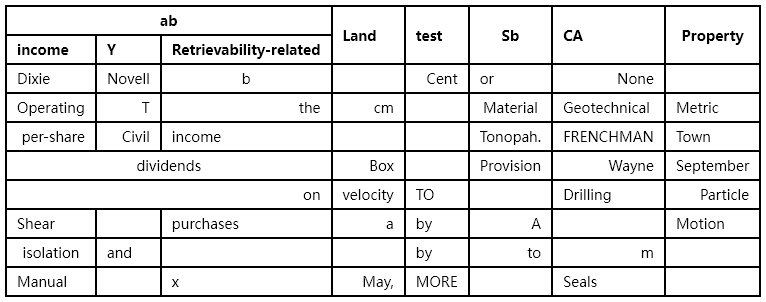 ab Land test Sb CA Property
income Y Retrievability-related
Dixie Novell b Cent or None
Operating T the cm Material Geotechnical Metric
per-share Civil income Tonopah. FRENCHMAN Town
dividends Box Provision Wayne September
on velocity TO Drilling Particle
Shear purchases a by A Motion
isolation and by to m
Manual x May, MORE Seals